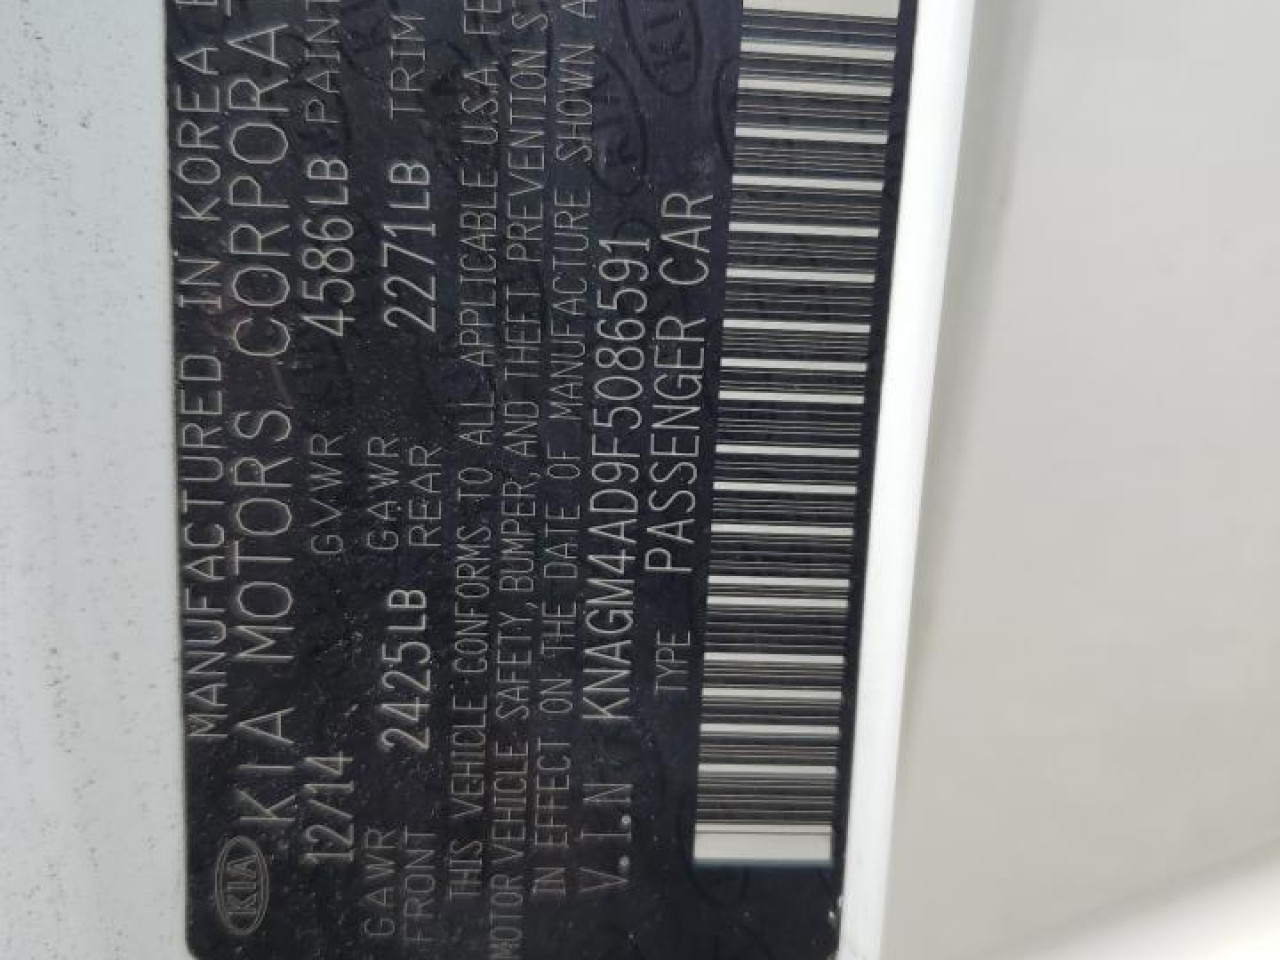 KIA
MANUFACTURED IN KOREA
KIA MOTORS CORPORA
12/14 GVWR 4586LB PAINT
GAWR FRONT 2425LB GAWR REAR 2271LB TRIM
THIS VEHICLE CONFORMS TO ALL APPLICABLE U.S.A. FE
MOTOR VEHICLE SAFETY, BUMPER, AND THEFT PREVENTION S
IN EFFECT ON THE DATE OF MANUFACTURE SHOWN A
V.I.N KNAGM4AD9F5086591
TYPE PASSENGER CAR